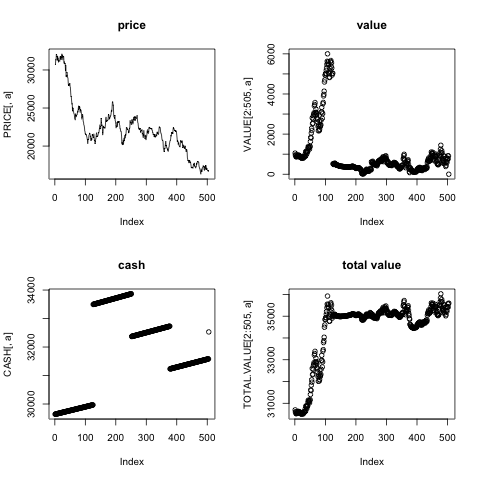 price
PRICE[, a]
20000 25000 30000
0 100 200 300 400 500
Index
value
VALUE[2:505, a]
0 2000 4000 6000
0 100 200 300 400 500
Index
cash
CASH[, a]
30000 32000 34000
0 100 200 300 400 500
Index
total value
TOTAL.VALUE[2:505, a]
31000 33000 35000
0 100 200 300 400 500
Index